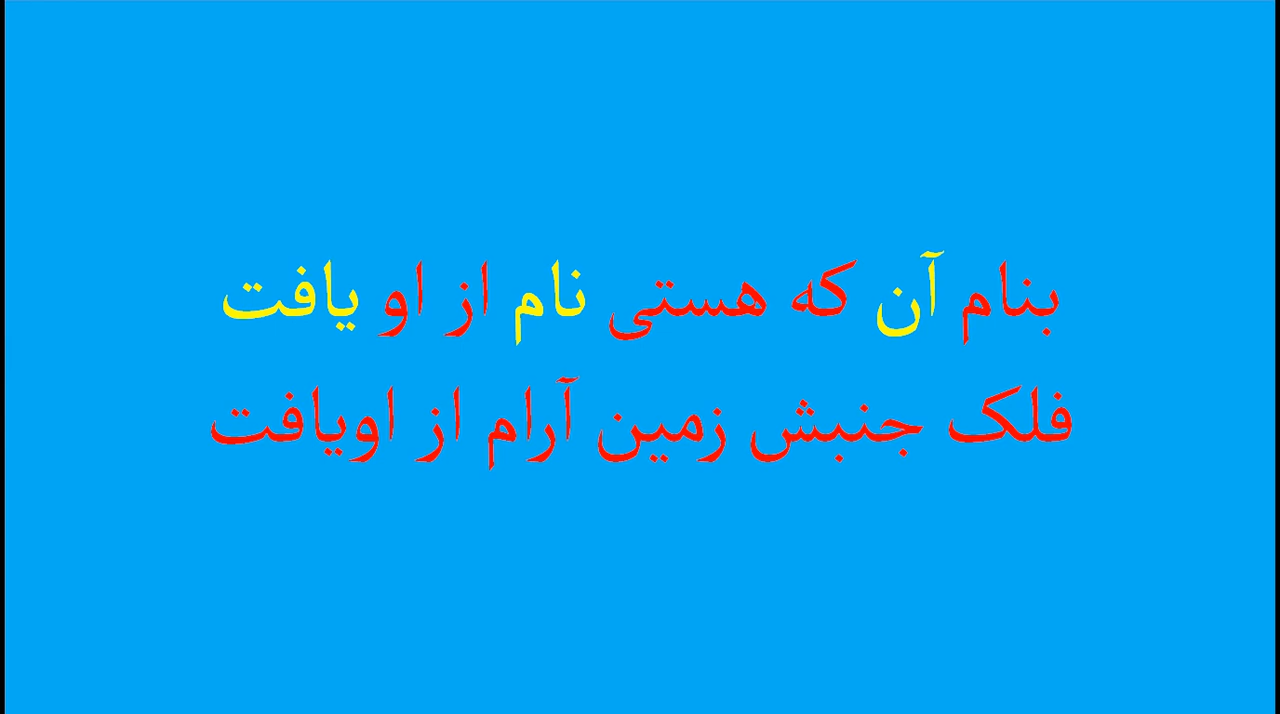 بنام آن که هستی نام از او یافت
فلک جنبش زمین آرام از اویافت